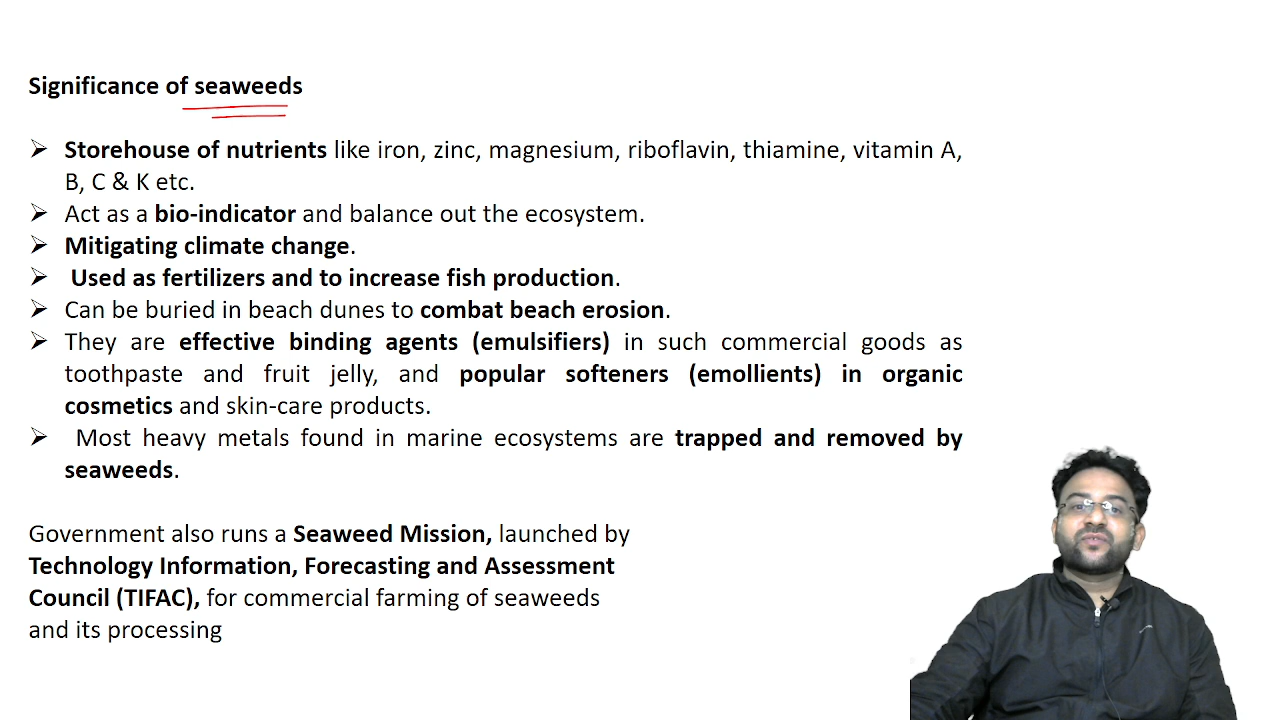 Significance of seaweeds
➢ Storehouse of nutrients like iron, zinc, magnesium, riboflavin, thiamine, vitamin A,
B, C & K etc.
➢ Act as a bio-indicator and balance out the ecosystem.
➢ Mitigating climate change.
➢ Used as fertilizers and to increase fish production.
➢ Can be buried in beach dunes to combat beach erosion.
➢ They are effective binding agents (emulsifiers) in such commercial goods as
toothpaste and fruit jelly, and popular softeners (emollients) in organic
cosmetics and skin-care products.
➢ Most heavy metals found in marine ecosystems are trapped and removed by
seaweeds.
Government also runs a Seaweed Mission, launched by
Technology Information, Forecasting and Assessment
Council (TIFAC), for commercial farming of seaweeds
and its processing